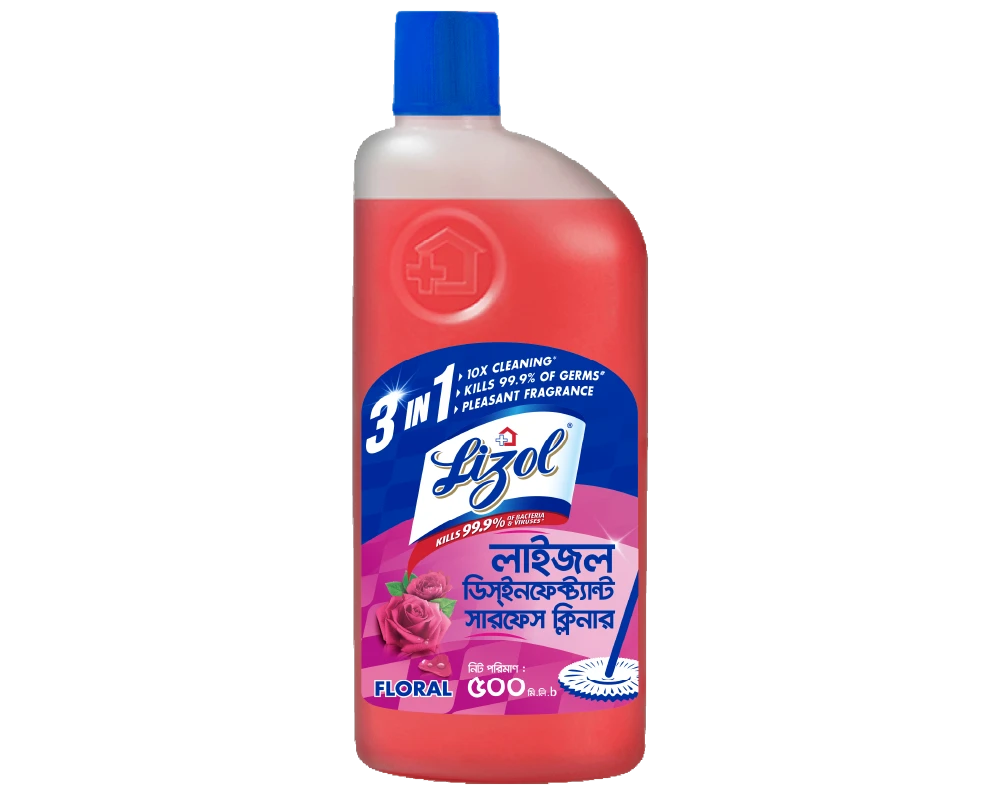 3 IN 1
10X CLEANING*
KILLS 99.9% OF GERMS*
PLEASANT FRAGRANCE
Lizol®
KILLS 99.9% OF BACTERIA & VIRUSES*
লাইজল
ডিস্ইনফেক্ট্যান্ট
সারফেস ক্লিনার
নিট পরিমাণ :
৫০০ মি.লি.b
FLORAL